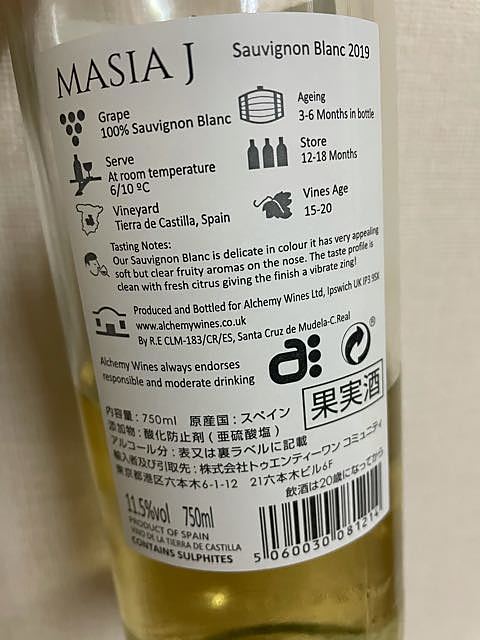 MASIA J
Sauvignon Blanc 2019
Grape
100% Sauvignon Blanc
Ageing
3-6 Months in bottle
Serve
At room temperature
6/10 ºC
Store
12-18 Months
Vineyard
Tierra de Castilla, Spain
Vines Age
15-20
Tasting Notes:
Our Sauvignon Blanc is delicate in colour it has very appealing
soft but clear fruity aromas on the nose. The taste profile is
clean with fresh citrus giving the finish a vibrate zing!
Produced and Bottled for Alchemy Wines Ltd, Ipswich UK IP3 9SX
www.alchemywines.co.uk
By R.E CLM-183/CR/ES, Santa Cruz de Mudela-C.Real
Alchemy Wines always endorses
responsible and moderate drinking
a:
®
果実酒
内容量:750ml 原産国:スペイン
添加物:酸化防止剤(亜硫酸塩)
アルコール分:表又は裏ラベルに記載
輸入者及び引取先:株式会社トゥエンティーワン コミュニティ
東京都港区六本木6-1-12 21六本木ビル6F
飲酒は20歳になってから
11.5%vol 750ml
PRODUCT OF SPAIN
VINO DE LA TIERRA DE CASTILLA
CONTAINS SULPHITES
5 060030 081214